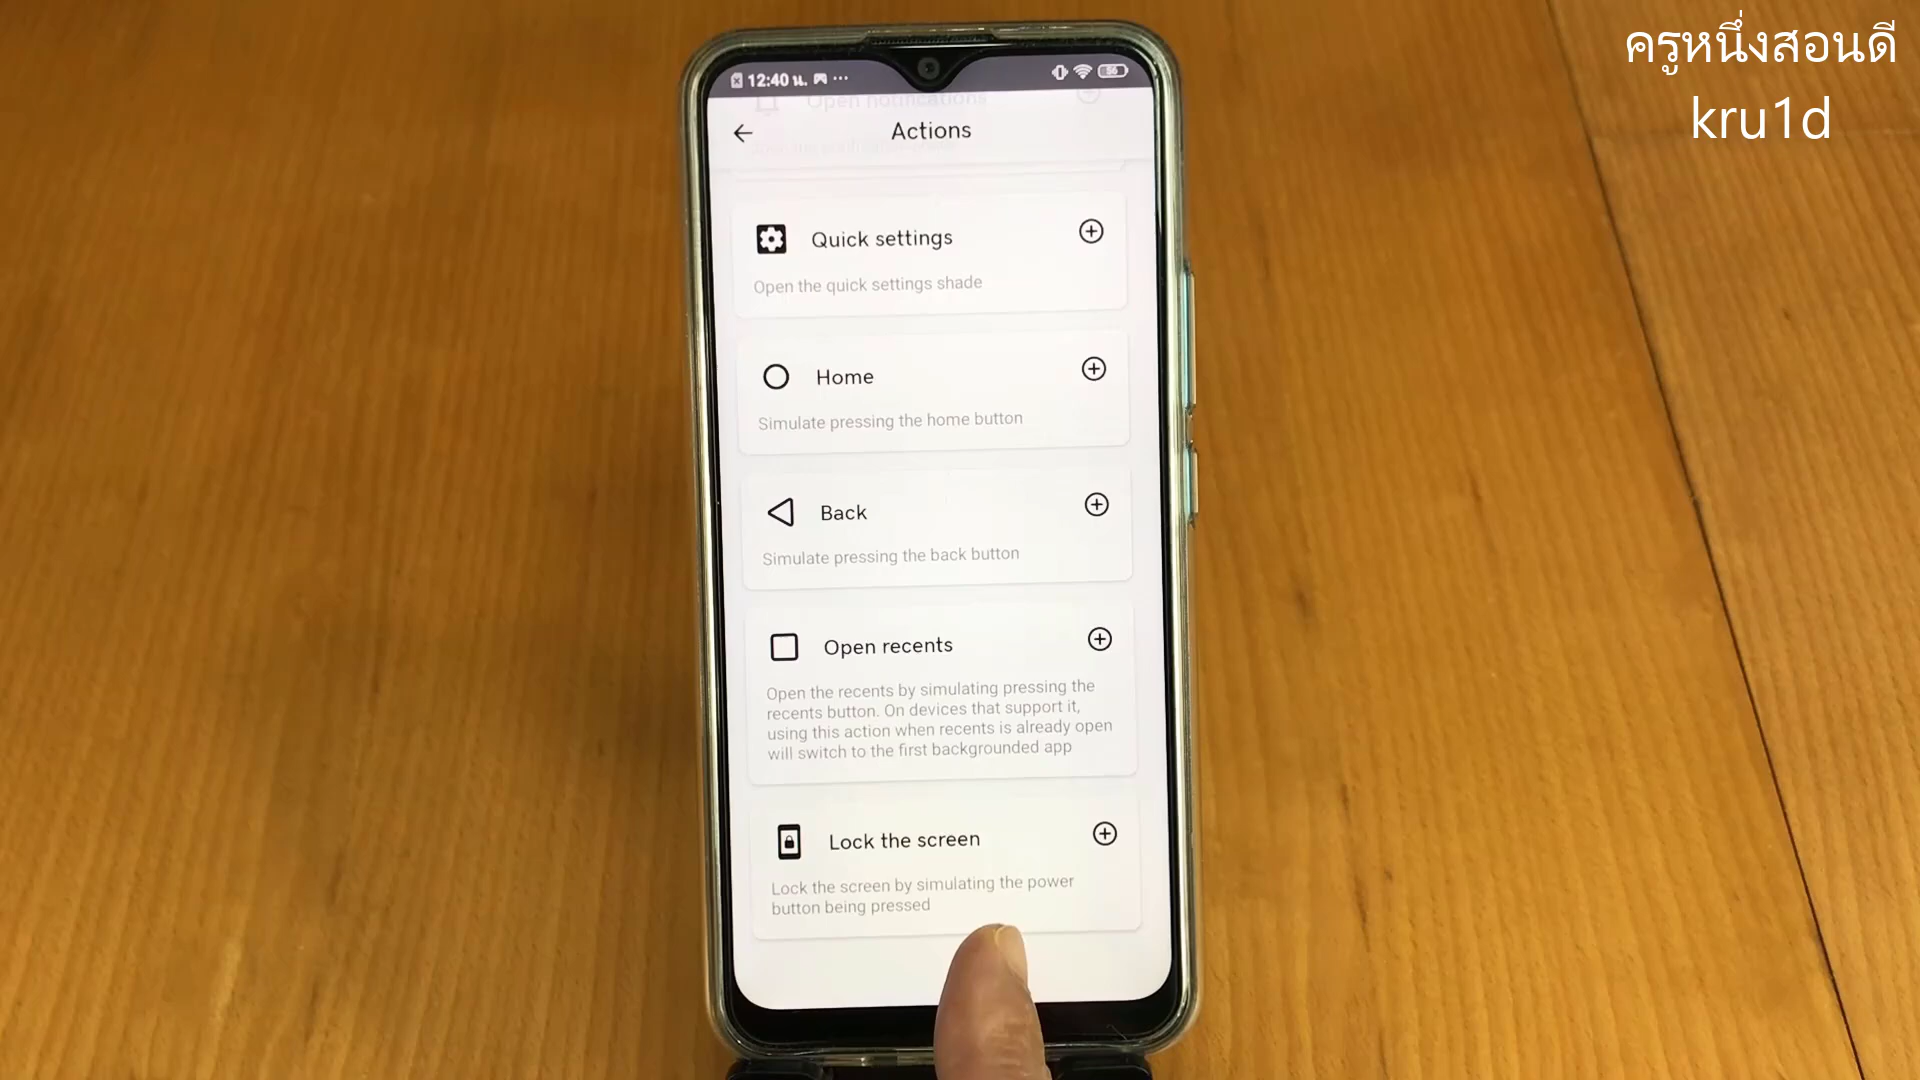 ครูหนึ่งสอนดี
kru1d
12:40 น.
56
Open notifications
Actions
Quick settings
Open the quick settings shade
Home
Simulate pressing the home button
Back
Simulate pressing the back button
Open recents
Open the recents by simulating pressing the
recents button. On devices that support it,
using this action when recents is already open
will switch to the first backgrounded app
Lock the screen
Lock the screen by simulating the power
button being pressed